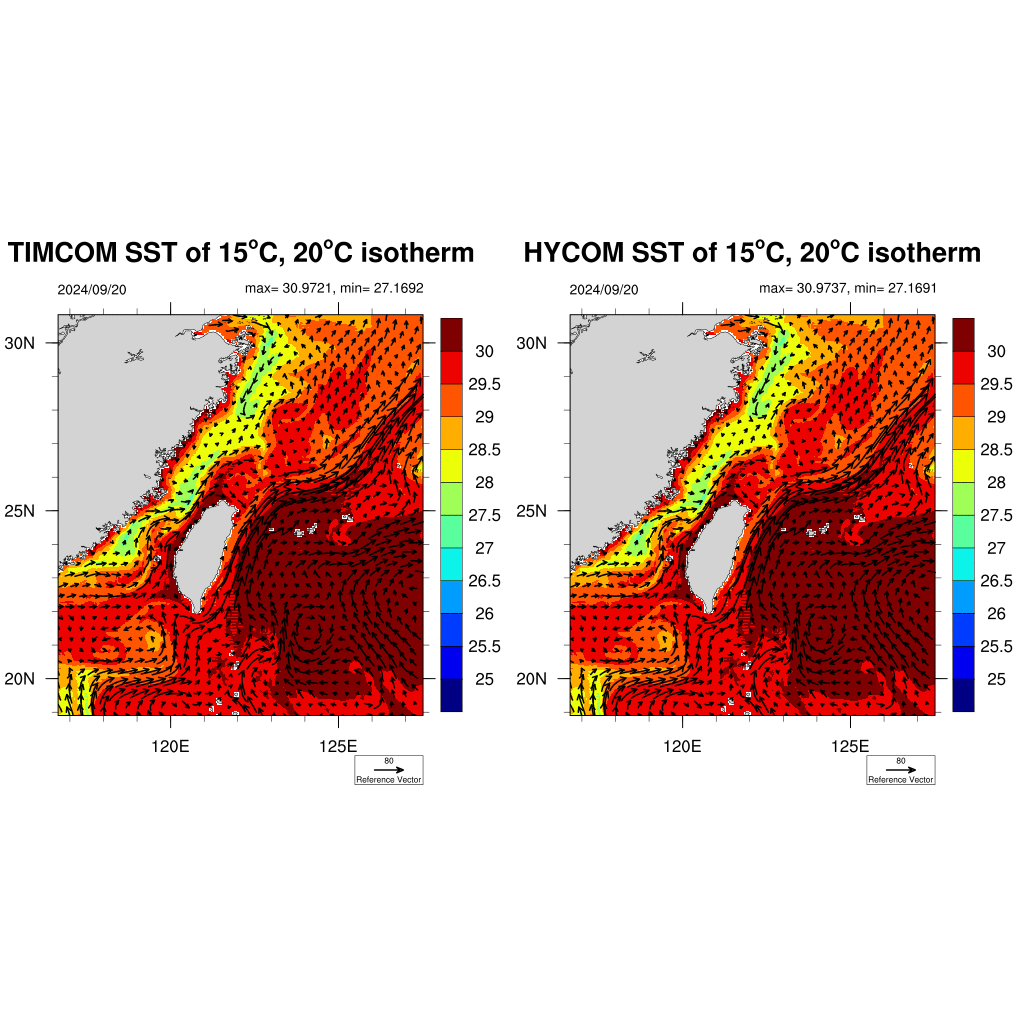 TIMCOM SST of 15°C, 20°C isotherm
2024/09/20
max= 30.9721, min= 27.1692
30N
25N
20N
120E
125E
30
29.5
29
28.5
28
27.5
27
26.5
26
25.5
25
80
Reference Vector
HYCOM SST of 15°C, 20°C isotherm
2024/09/20
max= 30.9737, min= 27.1691
30N
25N
20N
120E
125E
30
29.5
29
28.5
28
27.5
27
26.5
26
25.5
25
80
Reference Vector